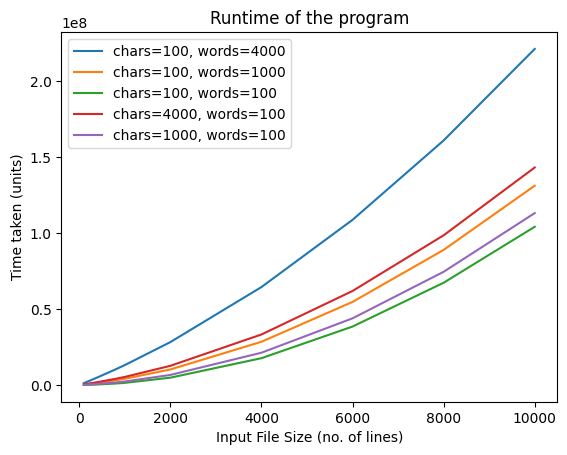 Runtime of the program
1e8
chars=100, words=4000
chars=100, words=1000
chars=100, words=100
chars=4000, words=100
chars=1000, words=100
Time taken (units)
2.0
1.5
1.0
0.5
0.0
0 2000 4000 6000 8000 10000
Input File Size (no. of lines)